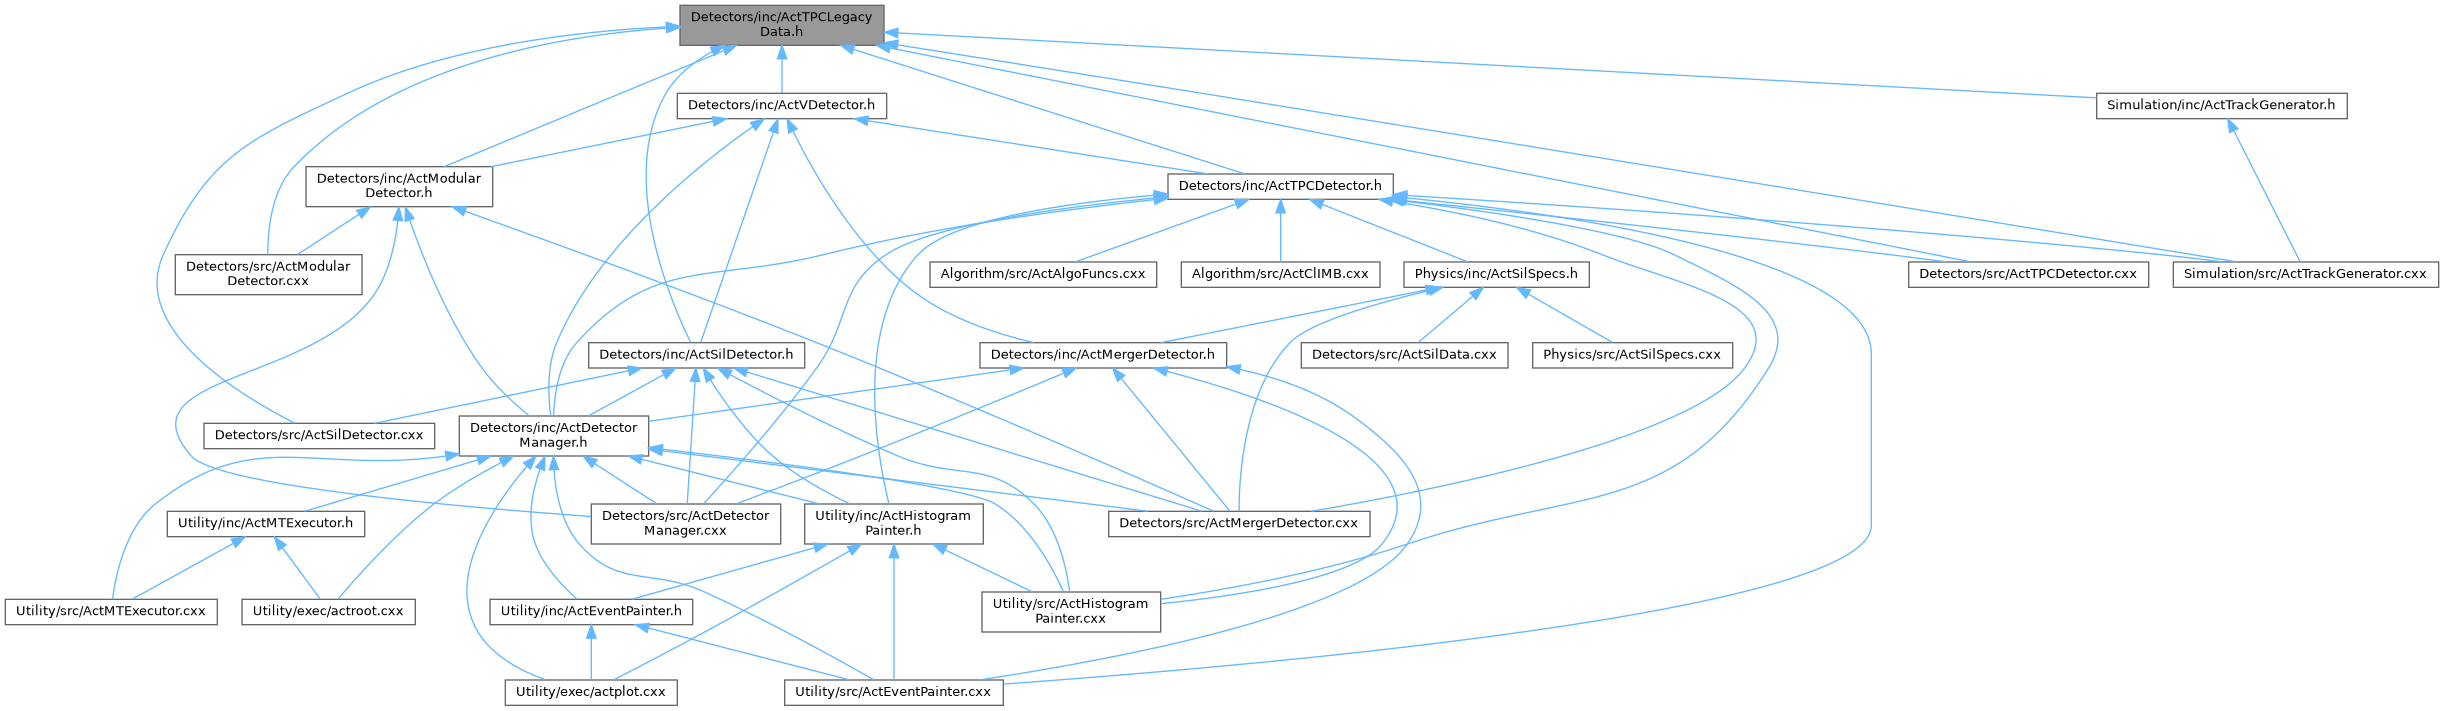 Detectors/inc/ActTPCLegacy
Data.h
Detectors/inc/ActVDetector.h
Simulation/inc/ActTrackGenerator.h
Detectors/inc/ActModular
Detector.h
Detectors/inc/ActTPCDetector.h
Detectors/src/ActModular
Detector.cxx
Algorithm/src/ActAlgoFuncs.cxx
Algorithm/src/ActClIMB.cxx
Physics/inc/ActSilSpecs.h
Detectors/src/ActTPCDetector.cxx
Simulation/src/ActTrackGenerator.cxx
Detectors/inc/ActSilDetector.h
Detectors/inc/ActMergerDetector.h
Detectors/src/ActSilData.cxx
Physics/src/ActSilSpecs.cxx
Detectors/src/ActSilDetector.cxx
Detectors/inc/ActDetector
Manager.h
Utility/inc/ActMTExecutor.h
Detectors/src/ActDetector
Manager.cxx
Utility/inc/ActHistogram
Painter.h
Detectors/src/ActMergerDetector.cxx
Utility/src/ActMTExecutor.cxx
Utility/exec/actroot.cxx
Utility/inc/ActEventPainter.h
Utility/src/ActHistogram
Painter.cxx
Utility/exec/actplot.cxx
Utility/src/ActEventPainter.cxx